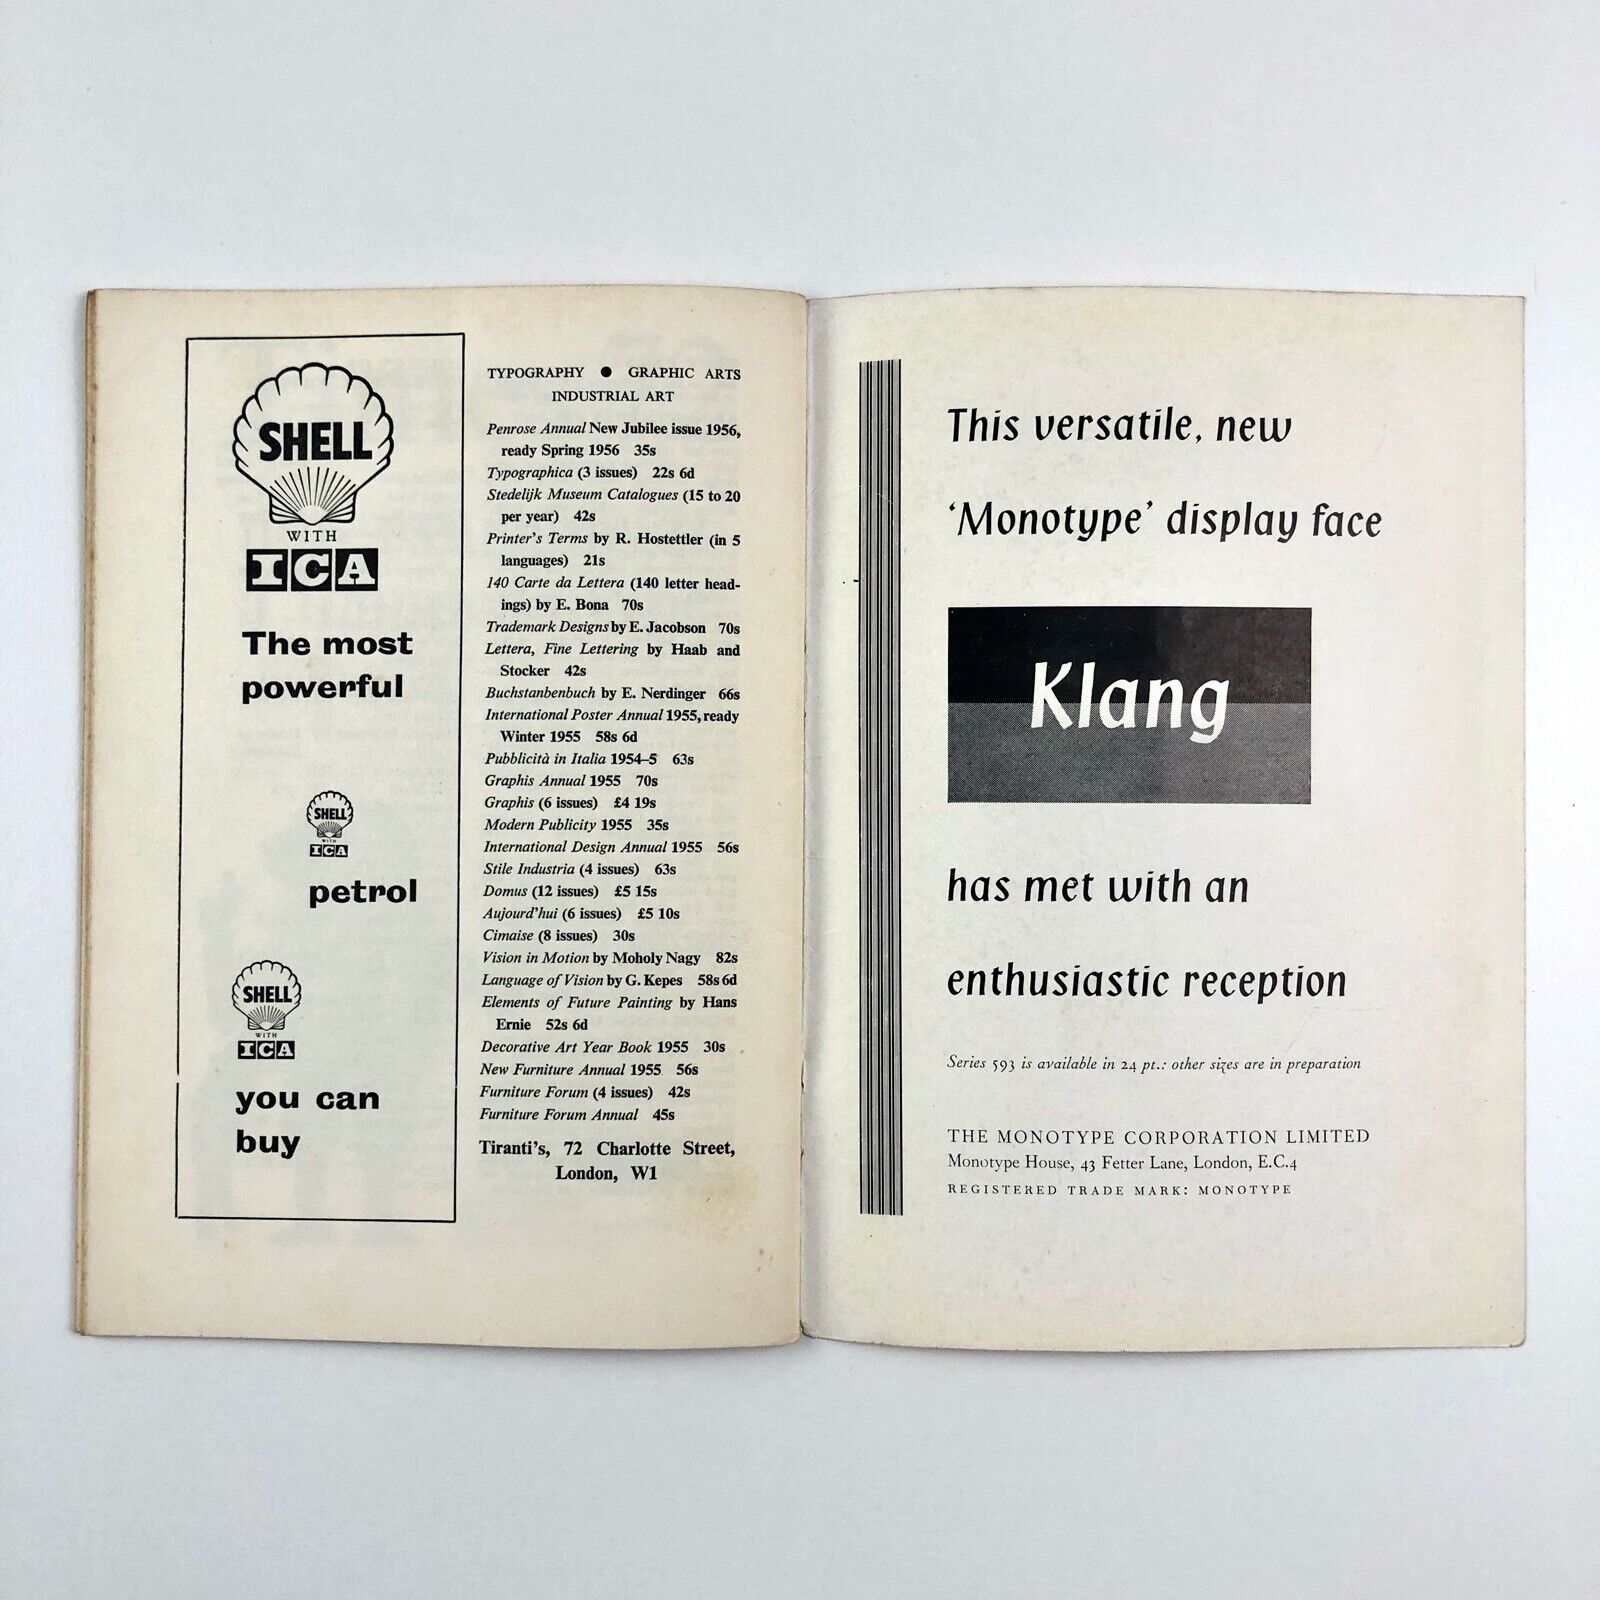 SHELL
WITH
ICA
The most
powerful
SHELL
WITH
ICA
petrol
SHELL
WITH
ICA
you can
buy
TYPOGRAPHY ● GRAPHIC ARTS
INDUSTRIAL ART
Penrose Annual New Jubilee issue 1956,
ready Spring 1956 35s
Typographica (3 issues) 22s 6d
Stedelijk Museum Catalogues (15 to 20
per year) 42s
Printer's Terms by R. Hostettler (in 5
languages) 21s
140 Carte da Lettera (140 letter head-
ings) by E. Bona 70s
Trademark Designs by E. Jacobson 70s
Lettera, Fine Lettering by Haab and
Stocker 42s
Buchstanbenbuch by E. Nerdinger 66s
International Poster Annual 1955, ready
Winter 1955 58s 6d
Pubblicità in Italia 1954–5 63s
Graphis Annual 1955 70s
Graphis (6 issues) £4 19s
Modern Publicity 1955 35s
International Design Annual 1955 56s
Stile Industria (4 issues) 63s
Domus (12 issues) £5 15s
Aujourd'hui (6 issues) £5 10s
Cimaise (8 issues) 30s
Vision in Motion by Moholy Nagy 82s
Language of Vision by G. Kepes 58s 6d
Elements of Future Painting by Hans
Ernie 52s 6d
Decorative Art Year Book 1955 30s
New Furniture Annual 1955 56s
Furniture Forum (4 issues) 42s
Furniture Forum Annual 45s
Tiranti's, 72 Charlotte Street,
London, W1
This versatile, new
'Monotype' display face
Klang
has met with an
enthusiastic reception
Series 593 is available in 24 pt.: other sizes are in preparation
THE MONOTYPE CORPORATION LIMITED
Monotype House, 43 Fetter Lane, London, E.C.4
REGISTERED TRADE MARK: MONOTYPE